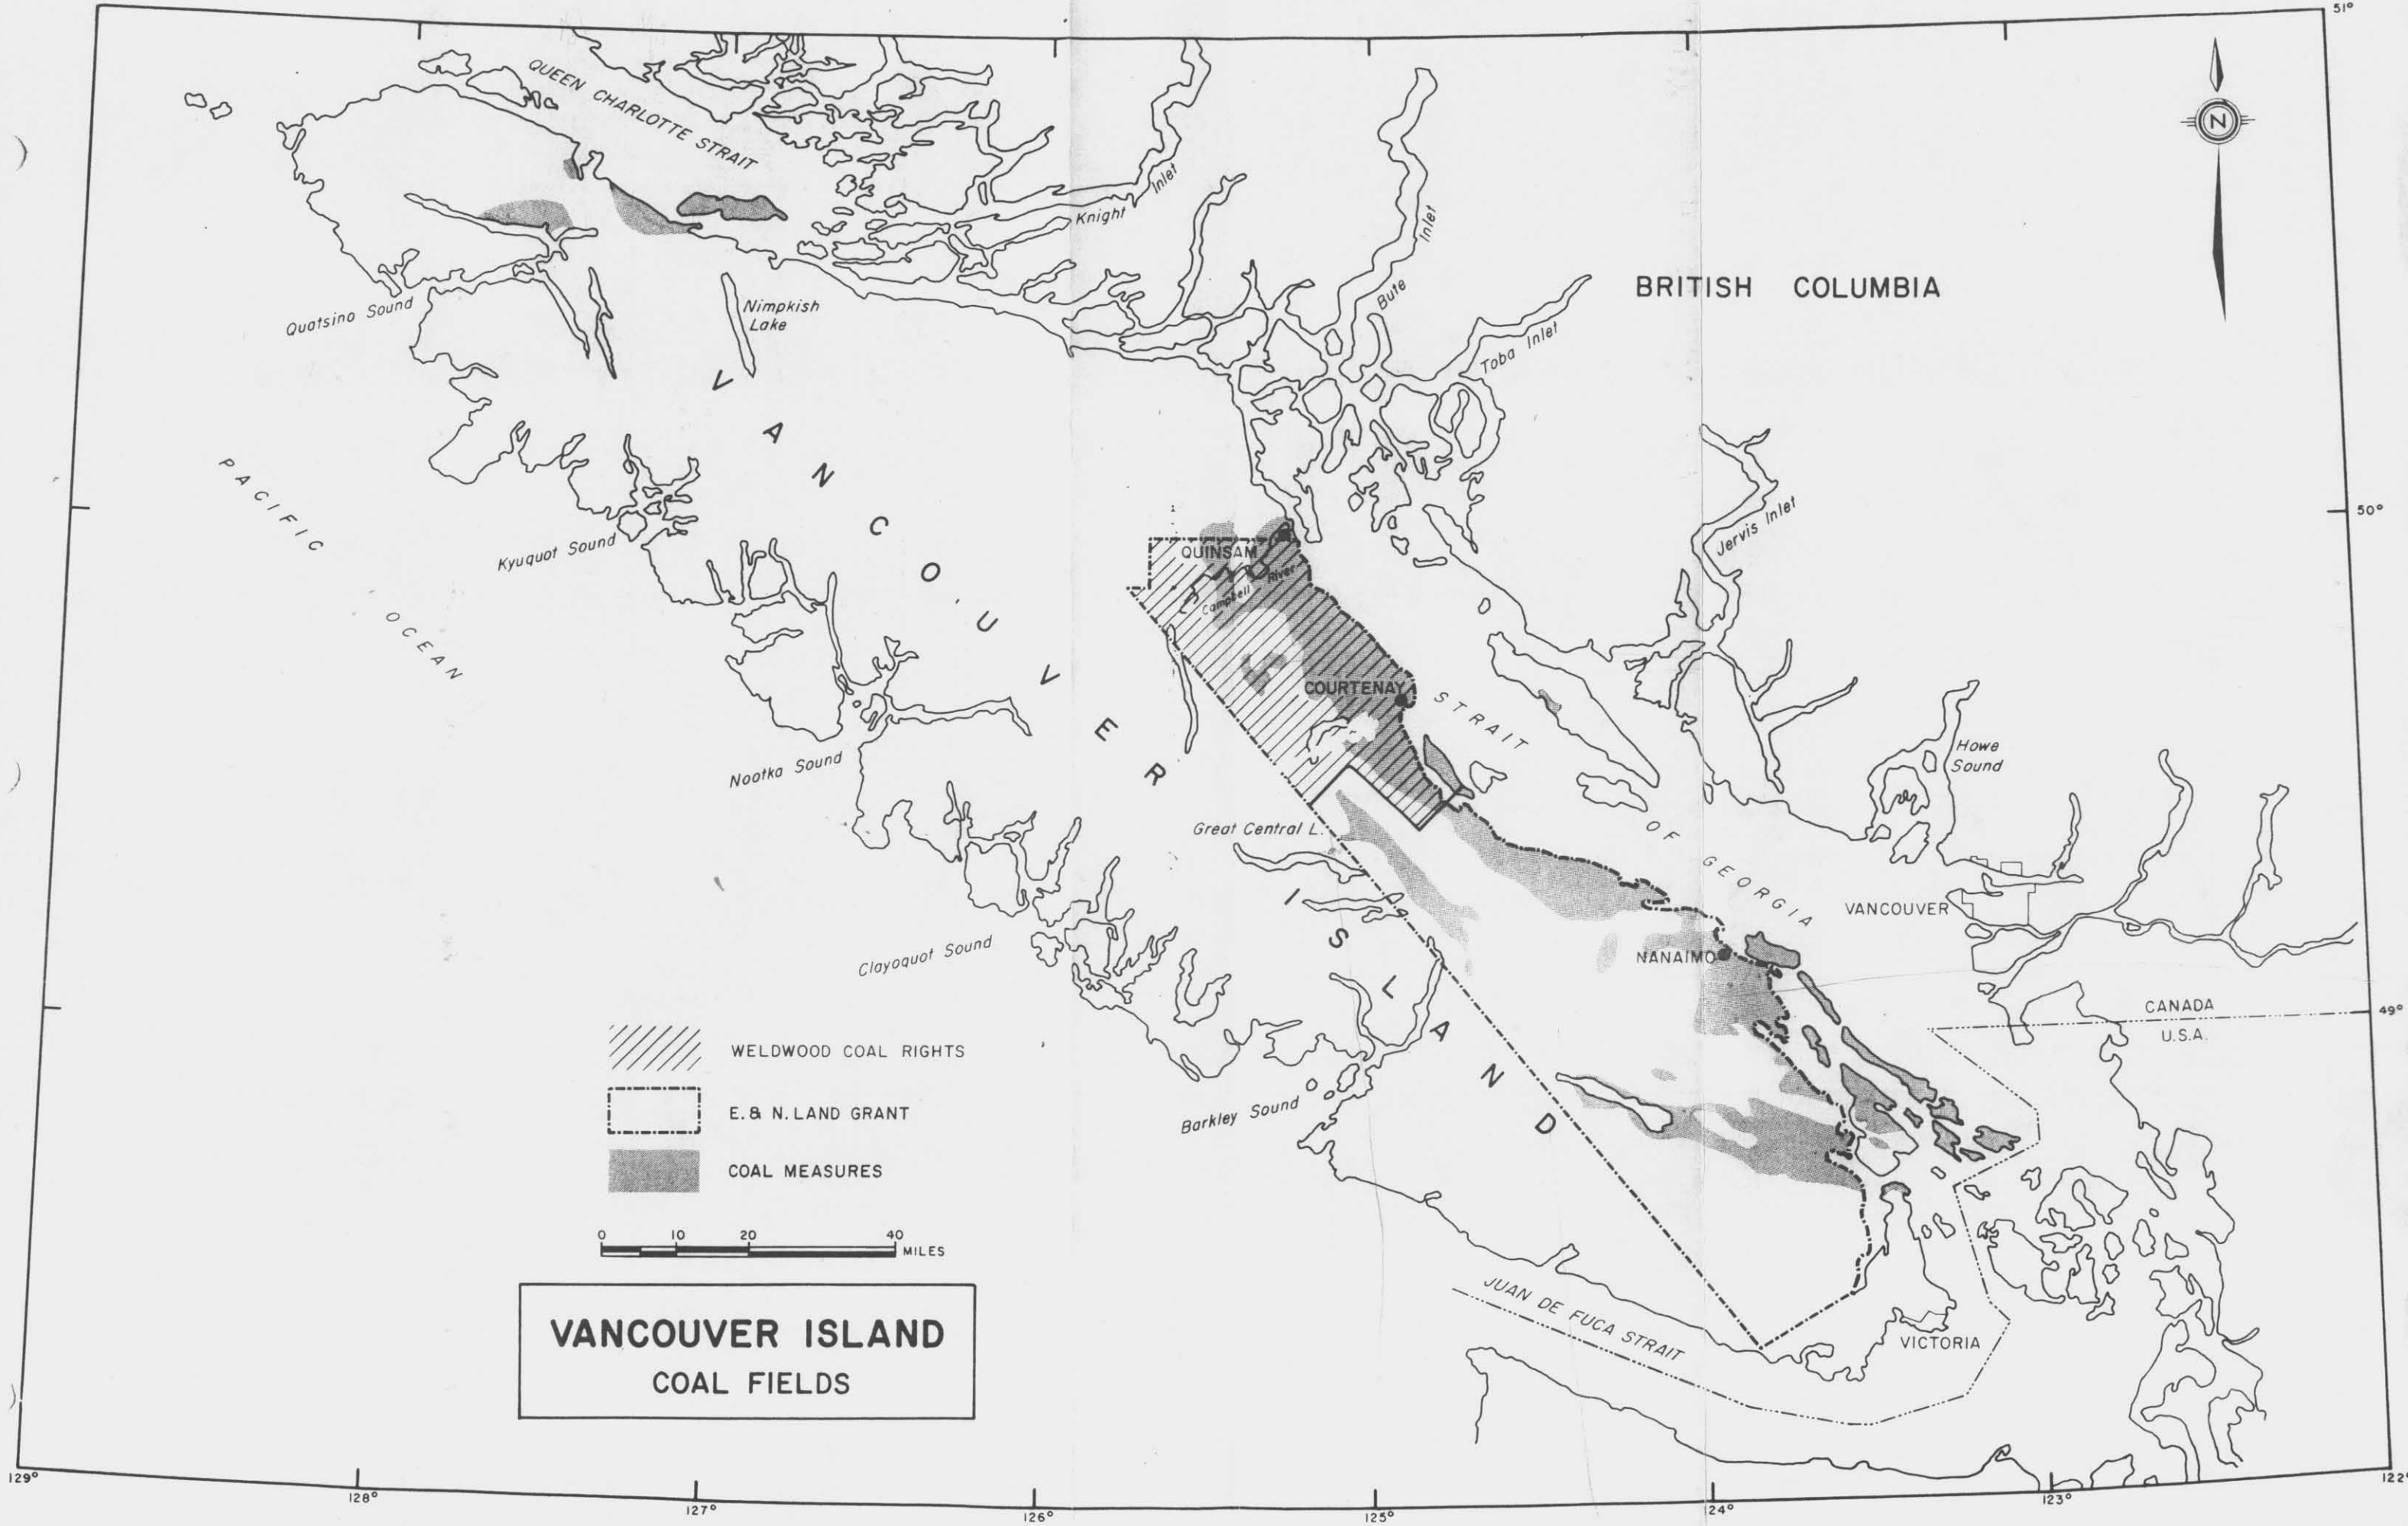 51°
QUEEN CHARLOTTE STRAIT
N
Knight
Inlet
Bute
Inlet
BRITISH COLUMBIA
Toba Inlet
Quatsino Sound
Nimpkish
Lake
VANCOUVER
ISLAND
PACIFIC
OCEAN
50°
Kyuquot Sound
Jervis Inlet
QUINSAM
Campbell
River
COURTENAY
STRAIT
OF
GEORGIA
Nootka Sound
Howe
Sound
Great Central L.
VANCOUVER
Clayoquot Sound
NANAIMO
CANADA
U.S.A.
49°
Barkley Sound
WELDWOOD COAL RIGHTS
E. & N. LAND GRANT
COAL MEASURES
0 10 20 40
MILES
JUAN DE FUCA STRAIT
VICTORIA
VANCOUVER ISLAND
COAL FIELDS
129°
128°
127°
126°
125°
124°
123°
122°